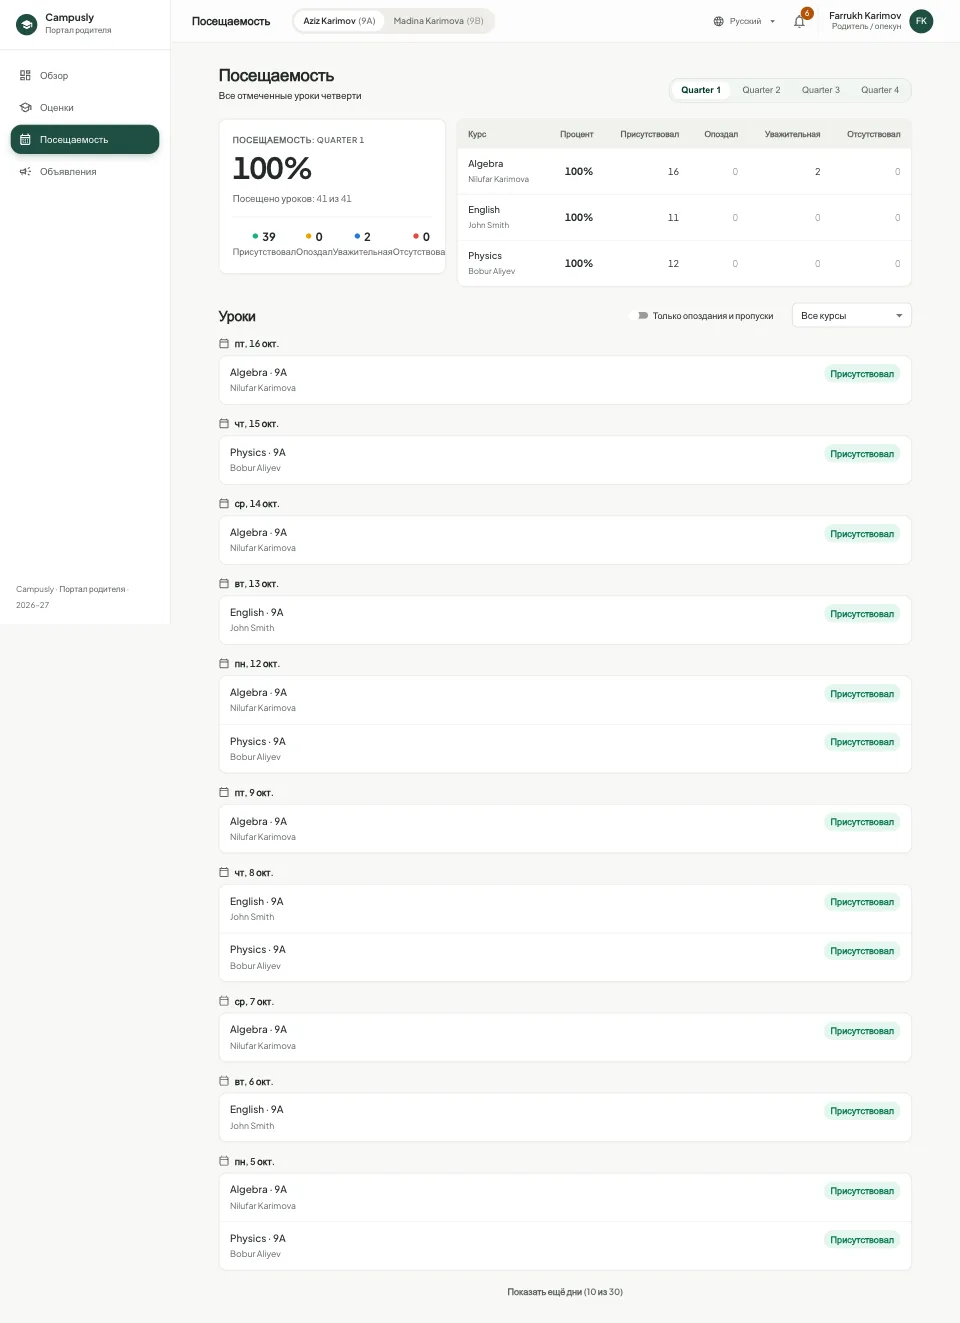 Campusly
Портал родителя
Посещаемость
Aziz Karimov (9A)
Madina Karimova (9B)
Русский
6
Farrukh Karimov
Родитель / опекун
FK
Обзор
Оценки
Посещаемость
Объявления
Campusly · Портал родителя ·
2026–27
Посещаемость
Все отмеченные уроки четверти
Quarter 1
Quarter 2
Quarter 3
Quarter 4
ПОСЕЩАЕМОСТЬ: QUARTER 1
100%
Посещено уроков: 41 из 41
39
Присутствовал
0
Опоздал
2
Уважительная
0
Отсутствова
Курс Процент Присутствовал Опоздал Уважительная Отсутствовал
Algebra
Nilufar Karimova
100% 16 0 2 0
English
John Smith
100% 11 0 0 0
Physics
Bobur Aliyev
100% 12 0 0 0
Уроки
Только опоздания и пропуски
Все курсы
пт, 16 окт.
Algebra · 9A
Nilufar Karimova
Присутствовал
чт, 15 окт.
Physics · 9A
Bobur Aliyev
Присутствовал
ср, 14 окт.
Algebra · 9A
Nilufar Karimova
Присутствовал
вт, 13 окт.
English · 9A
John Smith
Присутствовал
пн, 12 окт.
Algebra · 9A
Nilufar Karimova
Присутствовал
Physics · 9A
Bobur Aliyev
Присутствовал
пт, 9 окт.
Algebra · 9A
Nilufar Karimova
Присутствовал
чт, 8 окт.
English · 9A
John Smith
Присутствовал
Physics · 9A
Bobur Aliyev
Присутствовал
ср, 7 окт.
Algebra · 9A
Nilufar Karimova
Присутствовал
вт, 6 окт.
English · 9A
John Smith
Присутствовал
пн, 5 окт.
Algebra · 9A
Nilufar Karimova
Присутствовал
Physics · 9A
Bobur Aliyev
Присутствовал
Показать ещё дни (10 из 30)